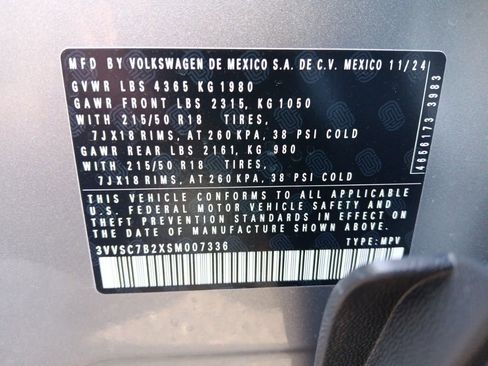 MFD BY VOLKSWAGEN DE MEXICO S.A. DE C.V. MEXICO 11/24
GVWR LBS 4365 KG 1980
GAWR FRONT LBS 2315, KG 1050
WITH 215/50 R18 TIRES,
7JX18 RIMS, AT 260 KPA, 38 PSI COLD
GAWR REAR LBS 2161, KG 980
WITH 215/50 R18 TIRES,
7JX18 RIMS, AT 260 KPA, 38 PSI COLD
THIS VEHICLE CONFORMS TO ALL APPLICABLE
U.S. FEDERAL MOTOR VEHICLE SAFETY AND
THEFT PREVENTION STANDARDS IN EFFECT ON THE
DATE OF MANUFACTURE SHOWN ABOVE.
3VVSC7B2XSM007336 TYPE: MPV
4666173 3983